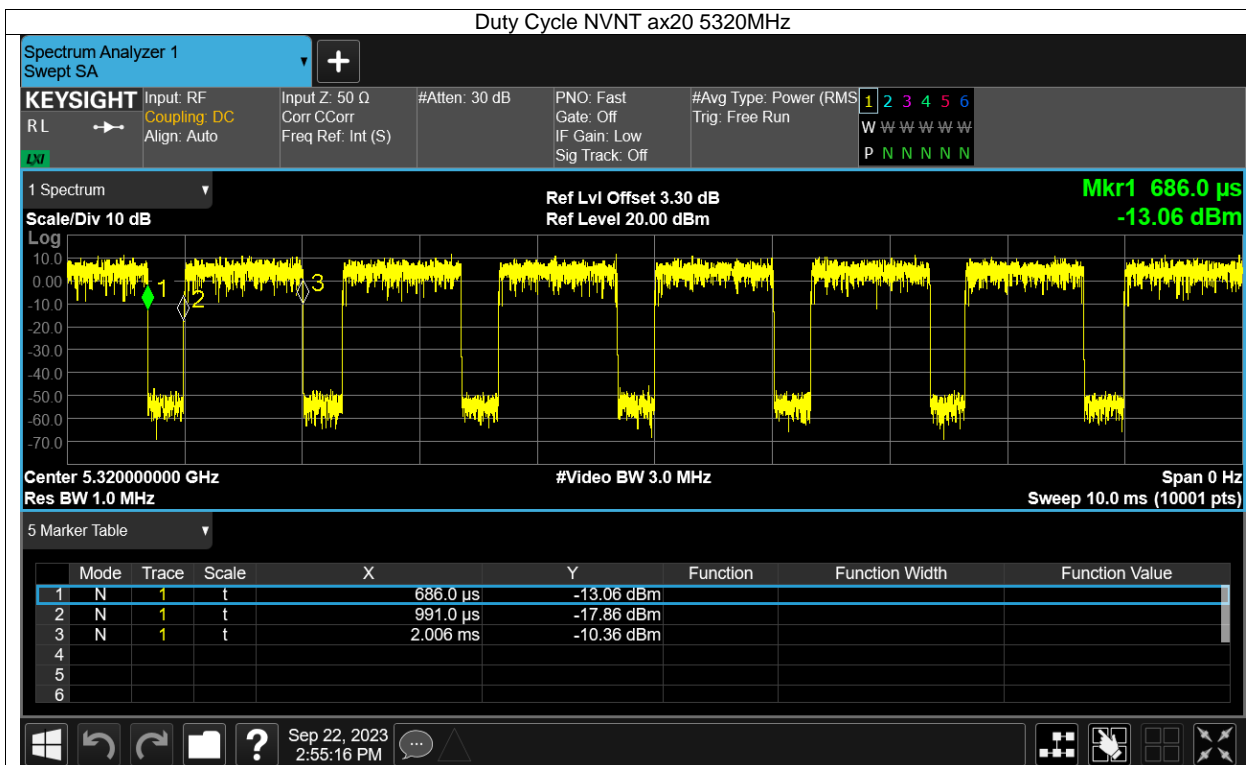 Duty Cycle NVNT ax20 5320MHz
Spectrum Analyzer 1
Swept SA
▼
+
KEYSIGHT
RL
LXI
Input: RF
Coupling: DC
Align: Auto
Input Z: 50 Ω
Corr CCorr
Freq Ref: Int (S)
#Atten: 30 dB
PNO: Fast
Gate: Off
IF Gain: Low
Sig Track: Off
#Avg Type: Power (RMS
Trig: Free Run
1 2 3 4 5 6
W W W W W W
P N N N N N
1 Spectrum ▼
Scale/Div 10 dB
Ref Lvl Offset 3.30 dB
Ref Level 20.00 dBm
Mkr1 686.0 µs
-13.06 dBm
Log
10.0
0.00
-10.0
-20.0
-30.0
-40.0
-50.0
-60.0
-70.0
1
2
3
Center 5.320000000 GHz #Video BW 3.0 MHz Span 0 Hz
Res BW 1.0 MHz Sweep 10.0 ms (10001 pts)
5 Marker Table ▼
Mode Trace Scale X Y Function Function Width Function Value
1 N 1 t 686.0 µs -13.06 dBm
2 N 1 t 991.0 µs -17.86 dBm
3 N 1 t 2.006 ms -10.36 dBm
4
5
6
?
Sep 22, 2023
2:55:16 PM